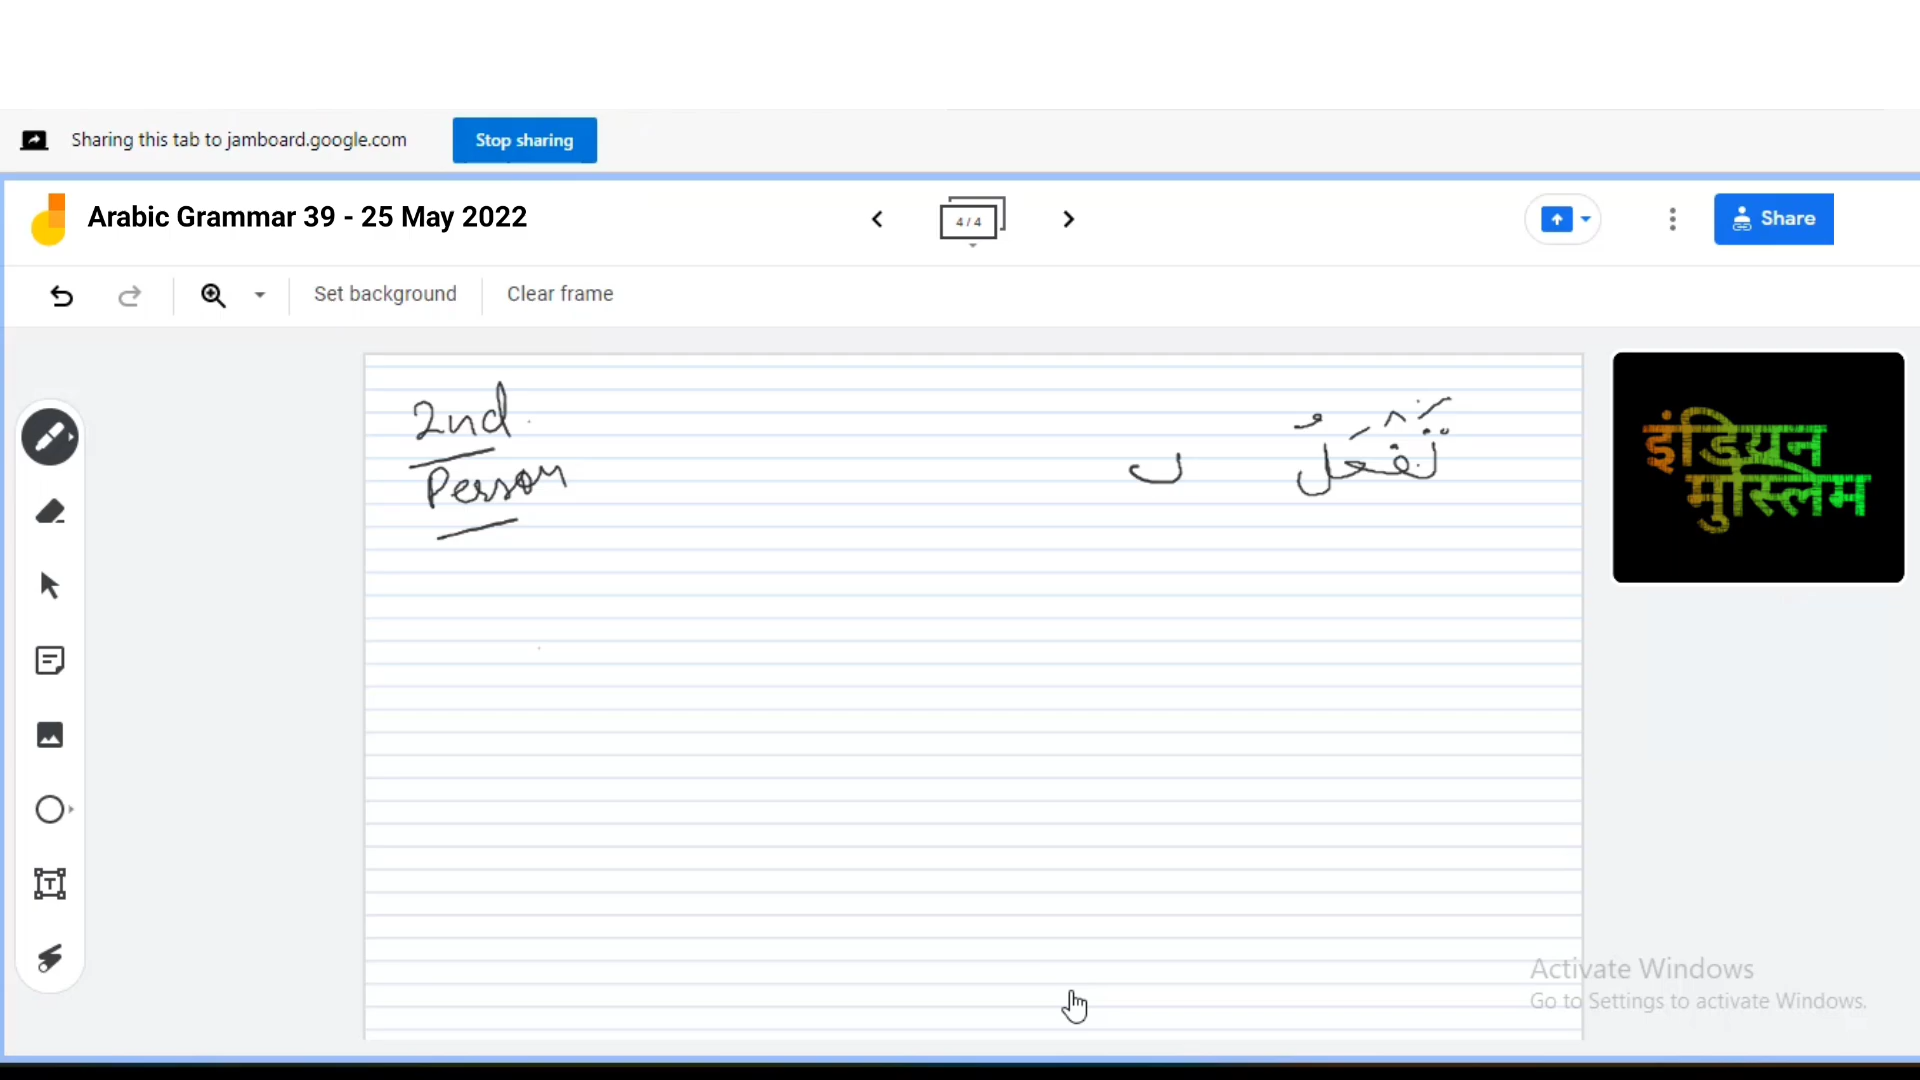 Sharing this tab to jamboard.google.com
Stop sharing
Arabic Grammar 39 - 25 May 2022
4 / 4
Share
Set background
Clear frame
2nd
Person
تَفْعَلُ
इंडियन
मुस्लिम
T
Activate Windows
Go to Settings to activate Windows.